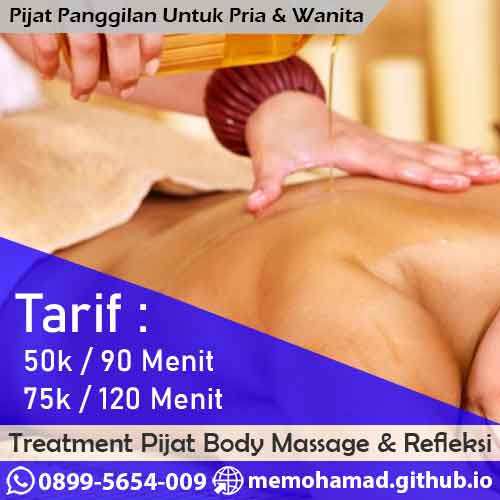 Pijat Panggilan Untuk Pria & Wanita
Tarif :
50k / 90 Menit
75k / 120 Menit
Treatment Pijat Body Massage & Refleksi
0899-5654-009 memohamad.github.io